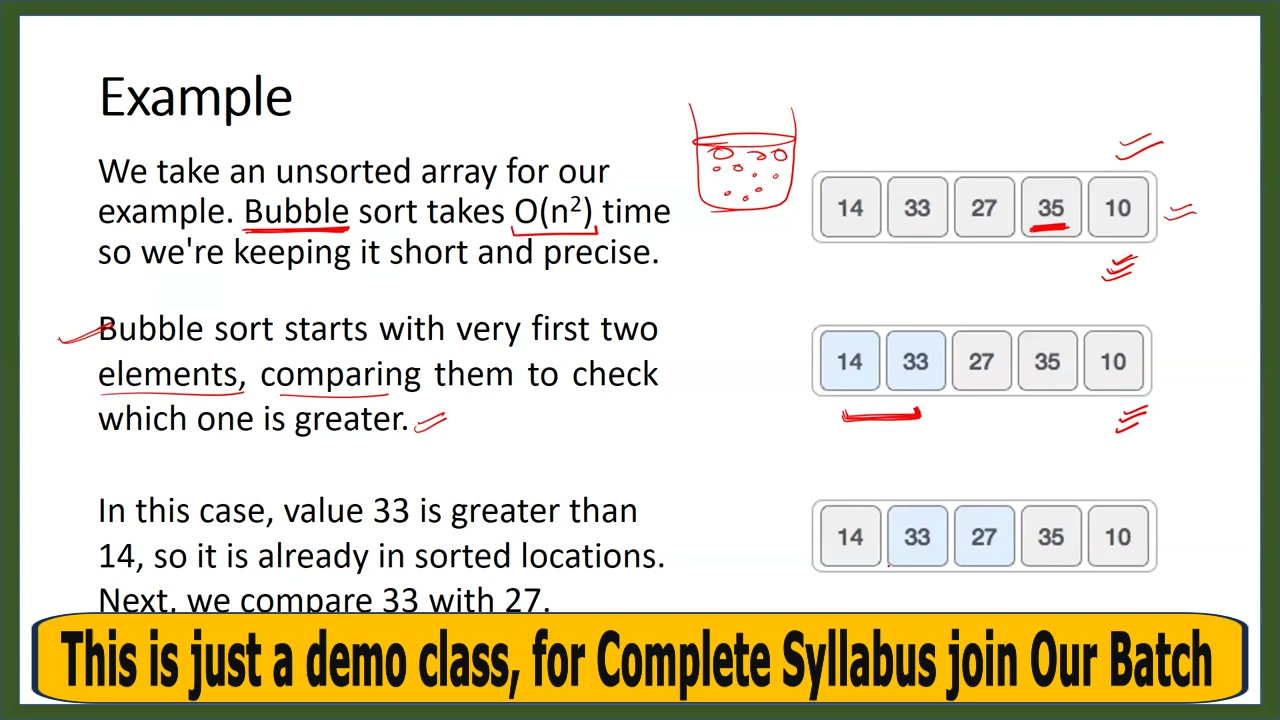 Example
We take an unsorted array for our
example. Bubble sort takes O(n²) time
so we're keeping it short and precise.
14 33 27 35 10
Bubble sort starts with very first two
elements, comparing them to check
which one is greater.
14 33 27 35 10
In this case, value 33 is greater than
14, so it is already in sorted locations.
Next, we compare 33 with 27.
14 33 27 35 10
This is just a demo class, for Complete Syllabus join Our Batch